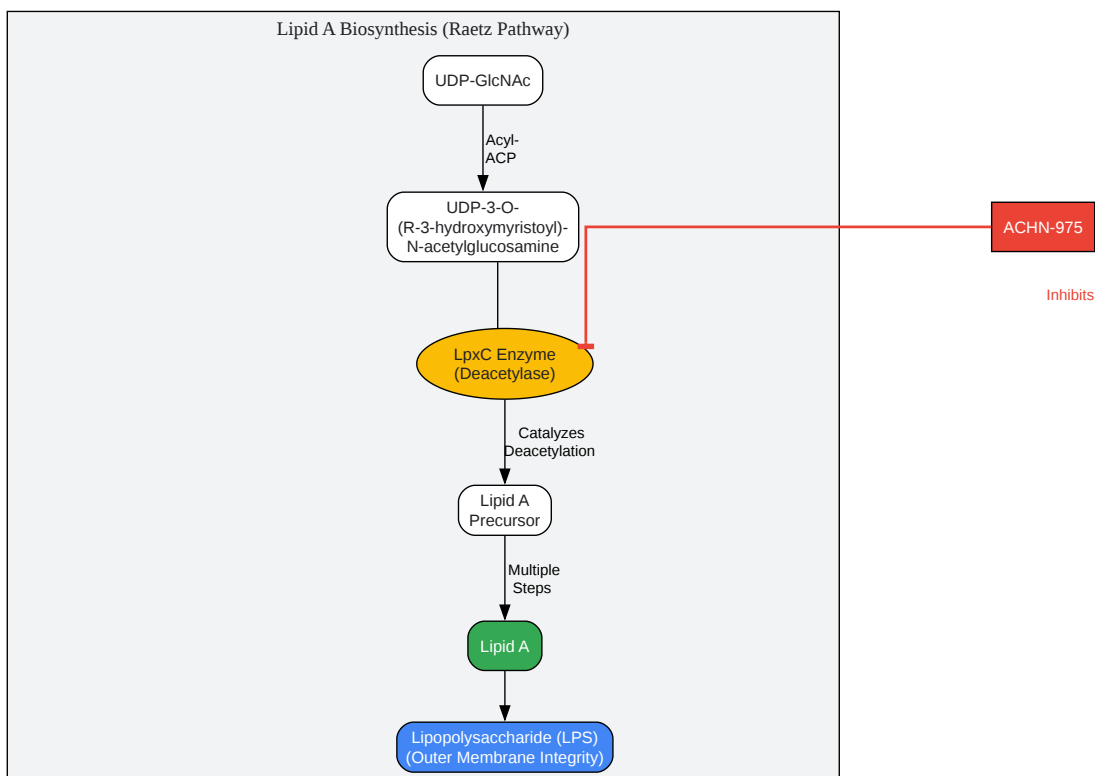 Lipid A Biosynthesis (Raetz Pathway)
UDP-GlcNAc
Acyl-
ACP
UDP-3-O-
(R-3-hydroxymyristoyl)-
N-acetylglucosamine
ACHN-975
Inhibits
LpxC Enzyme
(Deacetylase)
Catalyzes
Deacetylation
Lipid A
Precursor
Multiple
Steps
Lipid A
Lipopolysaccharide (LPS)
(Outer Membrane Integrity)